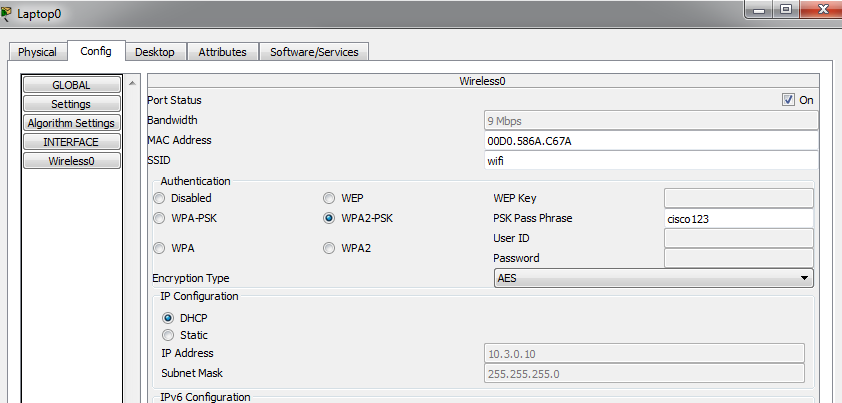 Laptop0
Physical Config Desktop Attributes Software/Services
GLOBAL
Settings
Algorithm Settings
INTERFACE
Wireless0
Wireless0
Port Status On
Bandwidth 9 Mbps
MAC Address 00D0.586A.C67A
SSID wifi
Authentication
Disabled WEP WEP Key
WPA-PSK WPA2-PSK PSK Pass Phrase cisco123
User ID
WPA WPA2
Password
Encryption Type AES
IP Configuration
DHCP
Static
IP Address 10.3.0.10
Subnet Mask 255.255.255.0
IPv6 Configuration